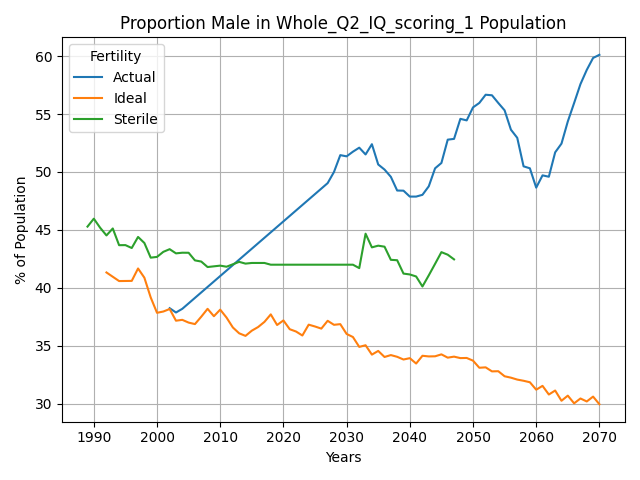 Proportion Male in Whole_Q2_IQ_scoring_1 Population
Fertility
Actual
Ideal
Sterile
% of Population
60
55
50
45
40
35
30
1990 2000 2010 2020 2030 2040 2050 2060 2070
Years